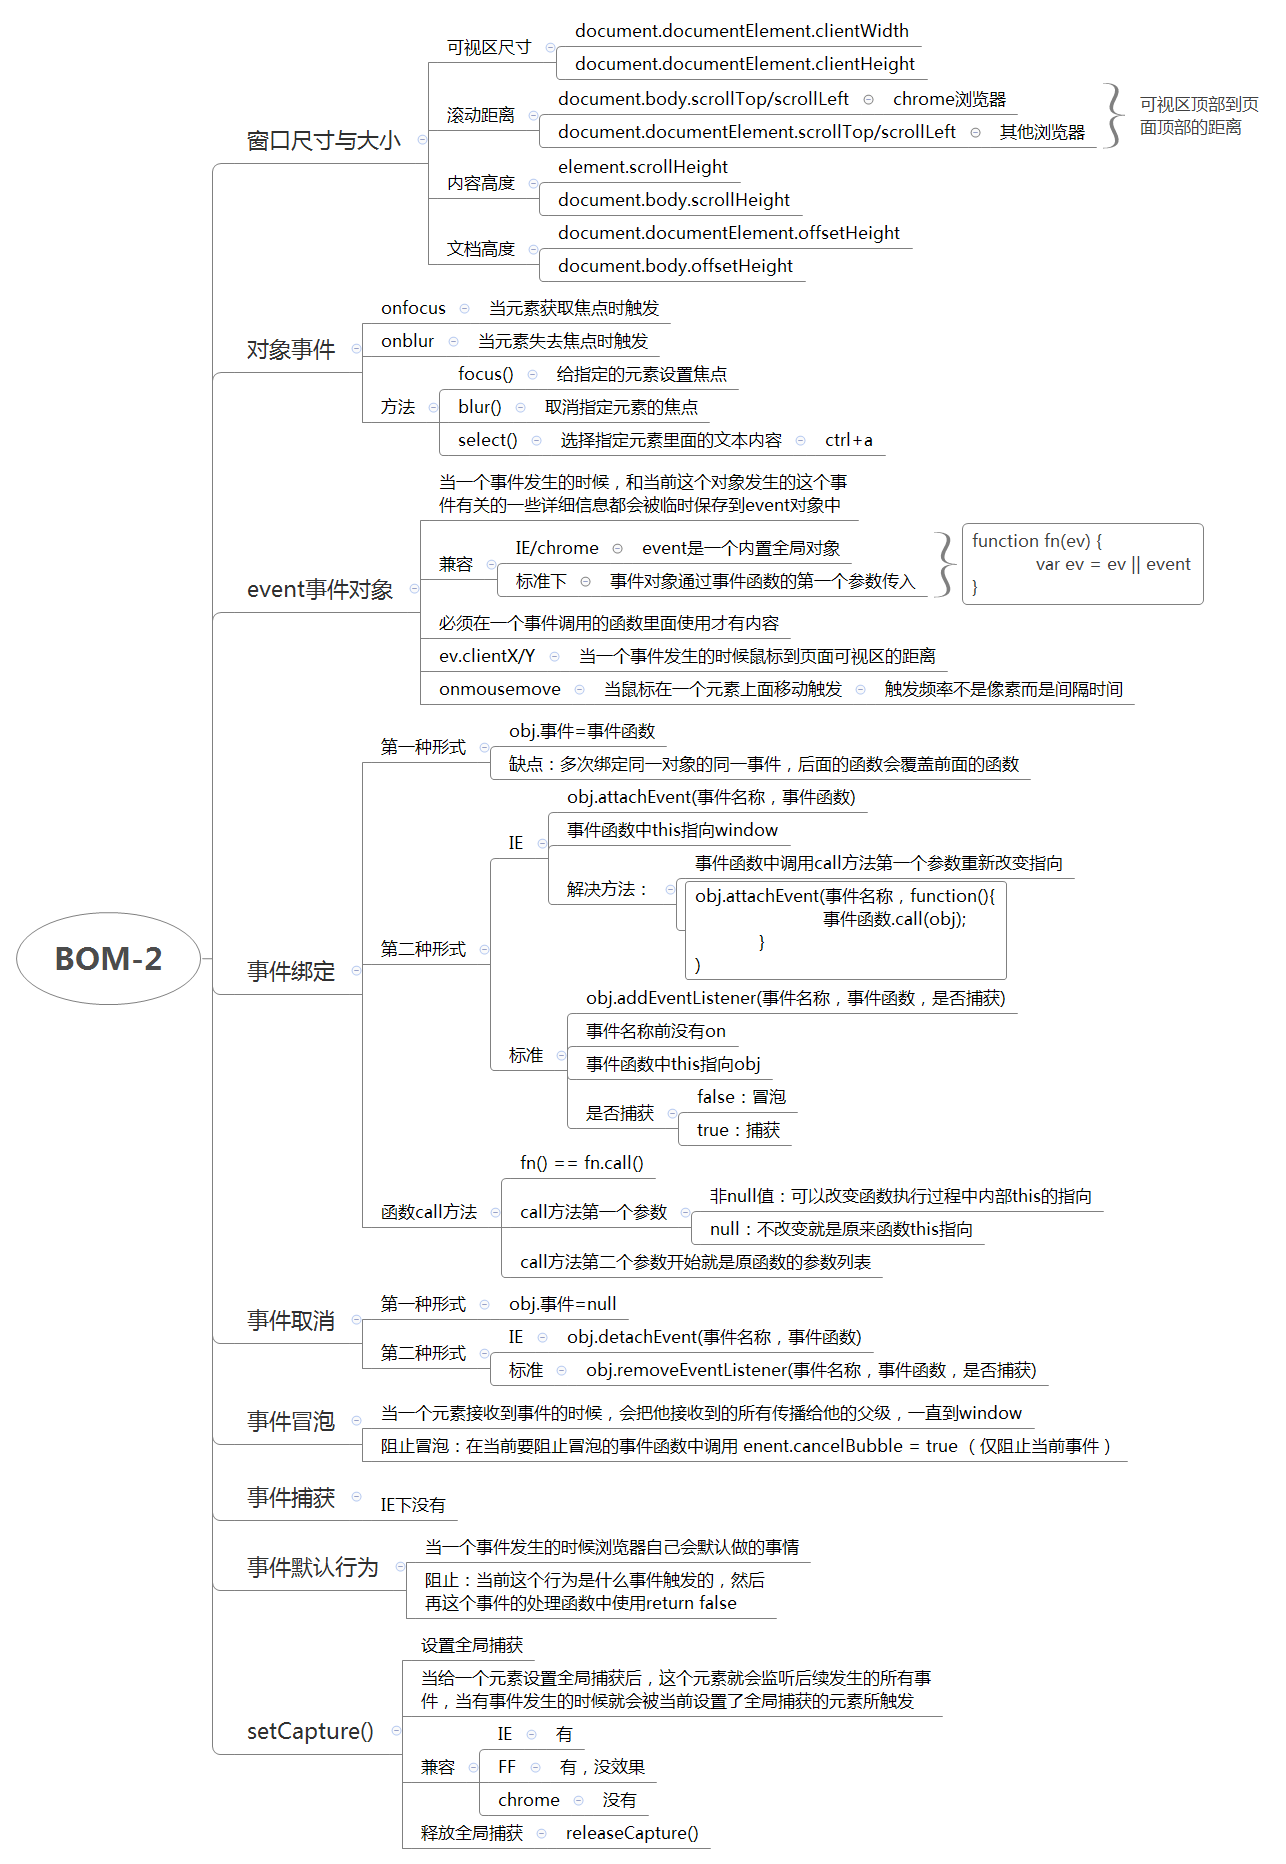 BOM-2
窗口尺寸与大小
可视区尺寸
document.documentElement.clientWidth
document.documentElement.clientHeight
滚动距离
document.body.scrollTop/scrollLeft
chrome浏览器
document.documentElement.scrollTop/scrollLeft
其他浏览器
可视区顶部到页
面顶部的距离
内容高度
element.scrollHeight
document.body.scrollHeight
文档高度
document.documentElement.offsetHeight
document.body.offsetHeight
对象事件
onfocus
当元素获取焦点时触发
onblur
当元素失去焦点时触发
方法
focus()
给指定的元素设置焦点
blur()
取消指定元素的焦点
select()
选择指定元素里面的文本内容
ctrl+a
event事件对象
当一个事件发生的时候，和当前这个对象发生的这个事
件有关的一些详细信息都会被临时保存到event对象中
兼容
IE/chrome
event是一个内置全局对象
标准下
事件对象通过事件函数的第一个参数传入
function fn(ev) {
var ev = ev || event
}
必须在一个事件调用的函数里面使用才有内容
ev.clientX/Y
当一个事件发生的时候鼠标到页面可视区的距离
onmousemove
当鼠标在一个元素上面移动触发
触发频率不是像素而是间隔时间
事件绑定
第一种形式
obj.事件=事件函数
缺点：多次绑定同一对象的同一事件，后面的函数会覆盖前面的函数
第二种形式
IE
obj.attachEvent(事件名称，事件函数)
事件函数中this指向window
解决方法：
事件函数中调用call方法第一个参数重新改变指向
obj.attachEvent(事件名称，function(){
事件函数.call(obj);
}
)
标准
obj.addEventListener(事件名称，事件函数，是否捕获)
事件名称前没有on
事件函数中this指向obj
是否捕获
false：冒泡
true：捕获
函数call方法
fn() == fn.call()
call方法第一个参数
非null值：可以改变函数执行过程中内部this的指向
null：不改变就是原来函数this指向
call方法第二个参数开始就是原函数的参数列表
事件取消
第一种形式
obj.事件=null
第二种形式
IE
obj.detachEvent(事件名称，事件函数)
标准
obj.removeEventListener(事件名称，事件函数，是否捕获)
事件冒泡
当一个元素接收到事件的时候，会把他接收到的所有传播给他的父级，一直到window
阻止冒泡：在当前要阻止冒泡的事件函数中调用 enent.cancelBubble = true （仅阻止当前事件）
事件捕获
IE下没有
事件默认行为
当一个事件发生的时候浏览器自己会默认做的事情
阻止：当前这个行为是什么事件触发的，然后
再这个事件的处理函数中使用return false
setCapture()
设置全局捕获
当给一个元素设置全局捕获后，这个元素就会监听后续发生的所有事
件，当有事件发生的时候就会被当前设置了全局捕获的元素所触发
兼容
IE
有
FF
有，没效果
chrome
没有
释放全局捕获
releaseCapture()